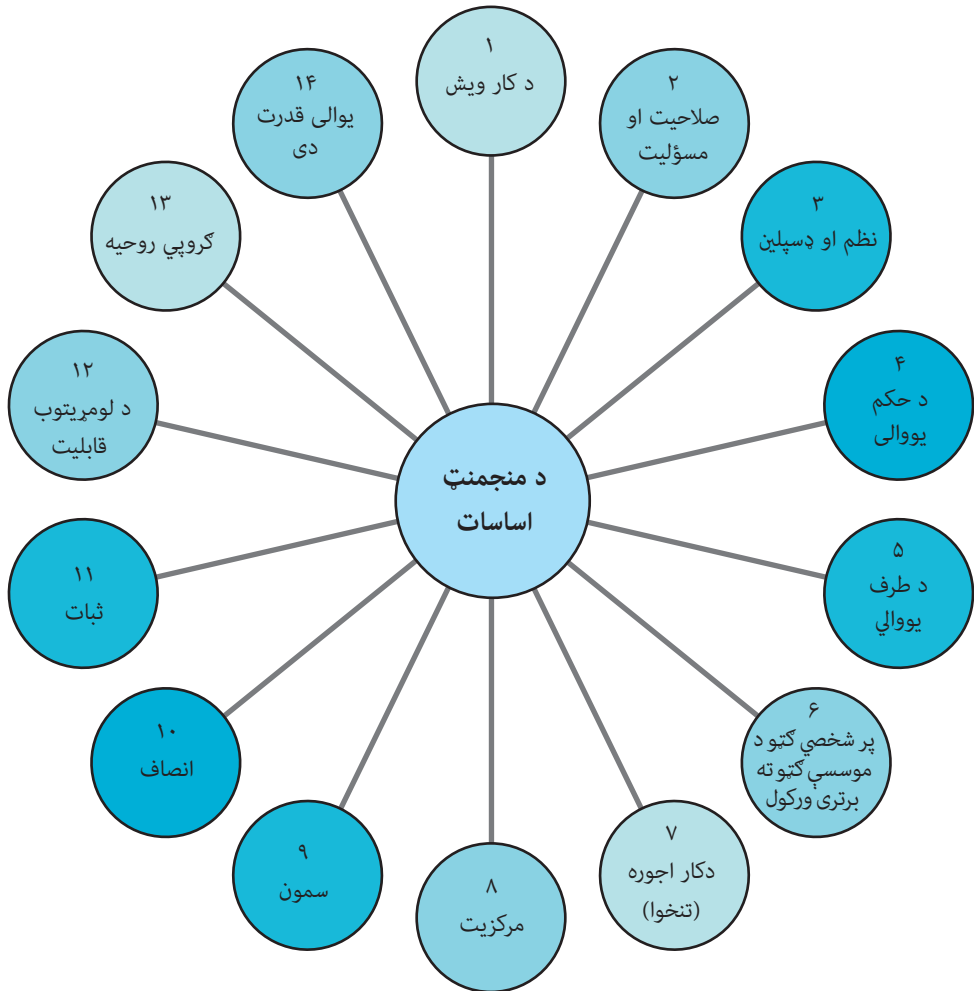 د منجمنټ
اساسات
۱
د کار ویش
۲
صلاحیت او
مسؤلیت
۳
نظم او ډسپلین
۴
د حکم
یووالی
۵
د طرف
یووالي
۶
پر شخصي ګټو د
موسسې ګټو ته
برتری ورکول
۷
دکار اجوره
(تنخوا)
۸
مرکزیت
۹
سمون
۱۰
انصاف
۱۱
ثبات
۱۲
د لومړیتوب
قابلیت
۱۳
ګروپي روحیه
۱۴
یوالی قدرت
دی